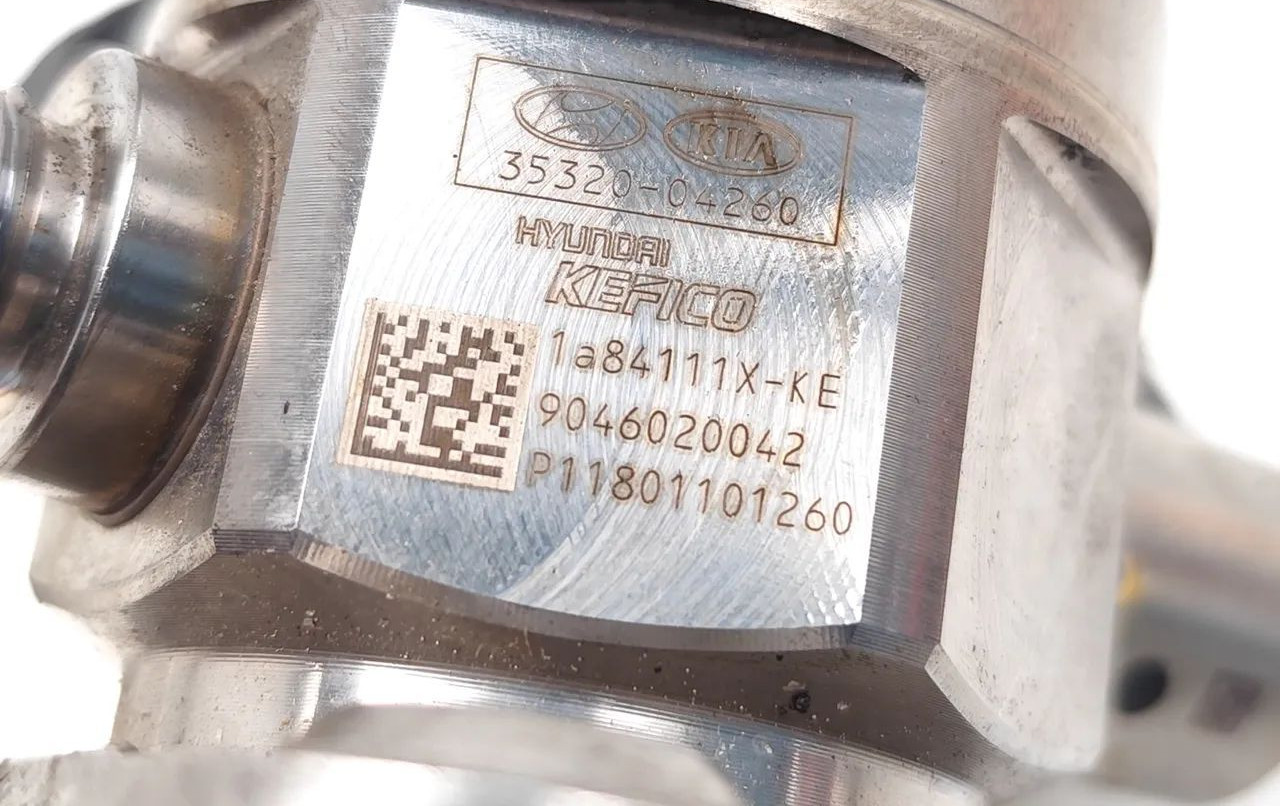 KIA
35320-04260
HYUNDAI
KEFICO
1a84111X-KE
9046020042
P11801101260